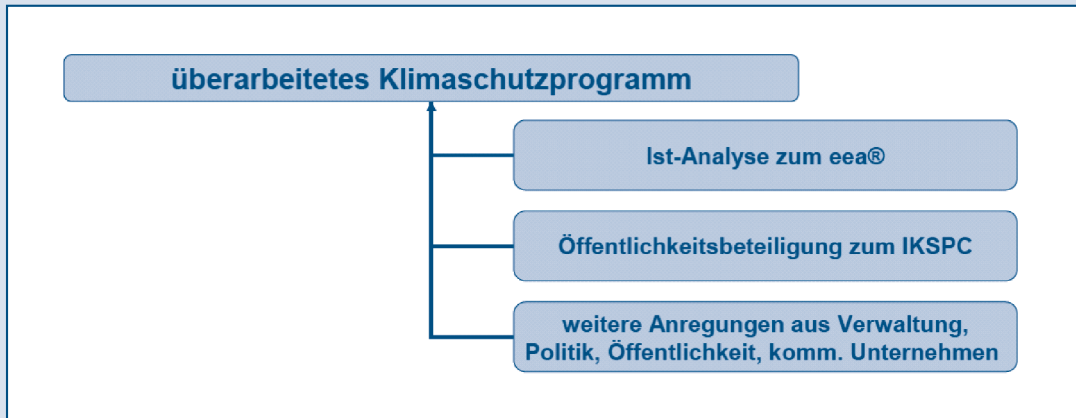 überarbeitetes Klimaschutzprogramm
Ist-Analyse zum eea®
Öffentlichkeitsbeteiligung zum IKSPC
weitere Anregungen aus Verwaltung,
Politik, Öffentlichkeit, komm. Unternehmen